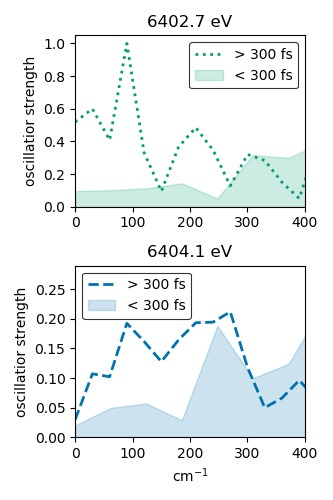 6402.7 eV
oscillatior strength
1.0
0.8
0.6
0.4
0.2
0.0
> 300 fs
< 300 fs
0 100 200 300 400
6404.1 eV
oscillatior strength
0.25
0.20
0.15
0.10
0.05
0.00
> 300 fs
< 300 fs
0 100 200 300 400
cm⁻¹